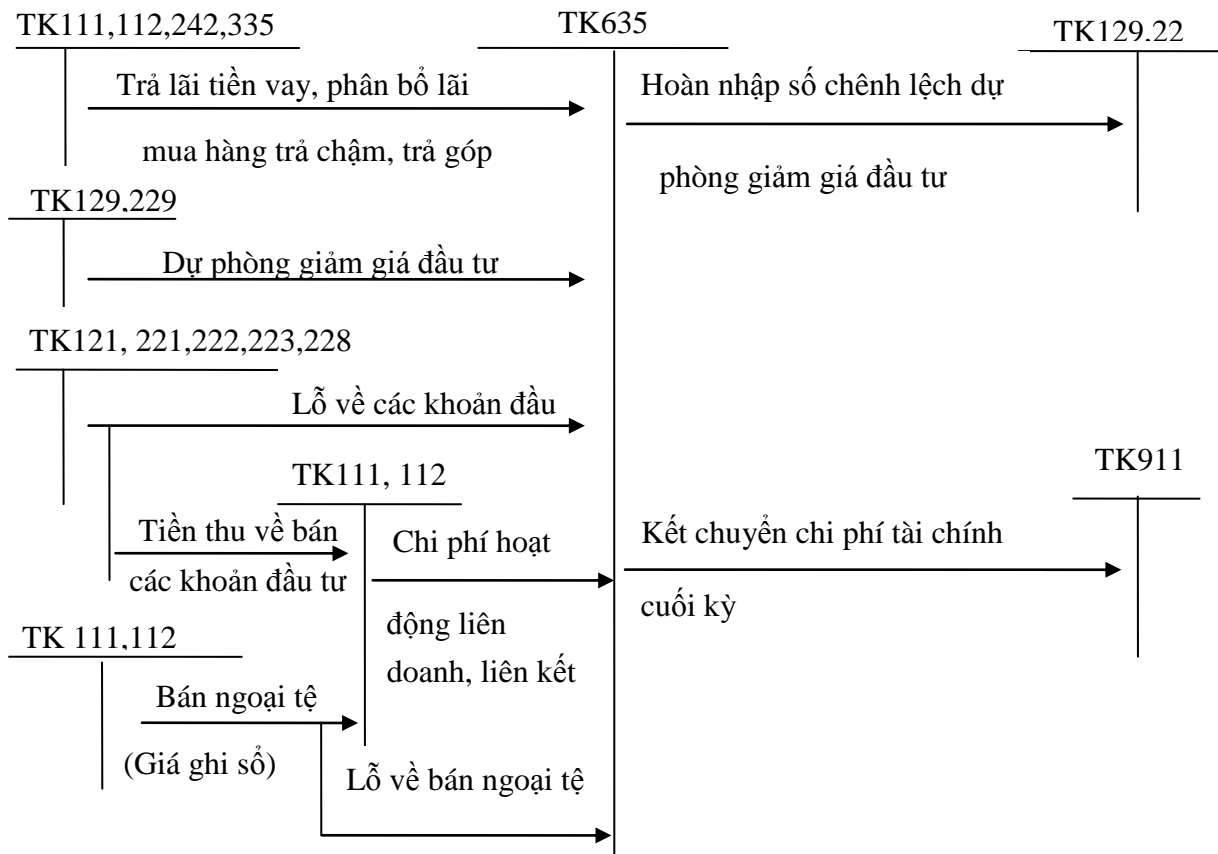 TK111,112,242,335
TK635
TK129,22
Trả lãi tiền vay, phân bổ lãi
mua hàng trả chậm, trả góp
Hoàn nhập số chênh lệch dự
phòng giảm giá đầu tư
TK129,229
Dự phòng giảm giá đầu tư
TK121, 221,222,223,228
Lỗ về các khoản đầu
TK111, 112
TK911
Tiền thu về bán
các khoản đầu tư
Chi phí hoạt
động liên
doanh, liên kết
Kết chuyển chi phí tài chính
cuối kỳ
TK 111,112
Bán ngoại tệ
(Giá ghi sổ)
Lỗ về bán ngoại tệ